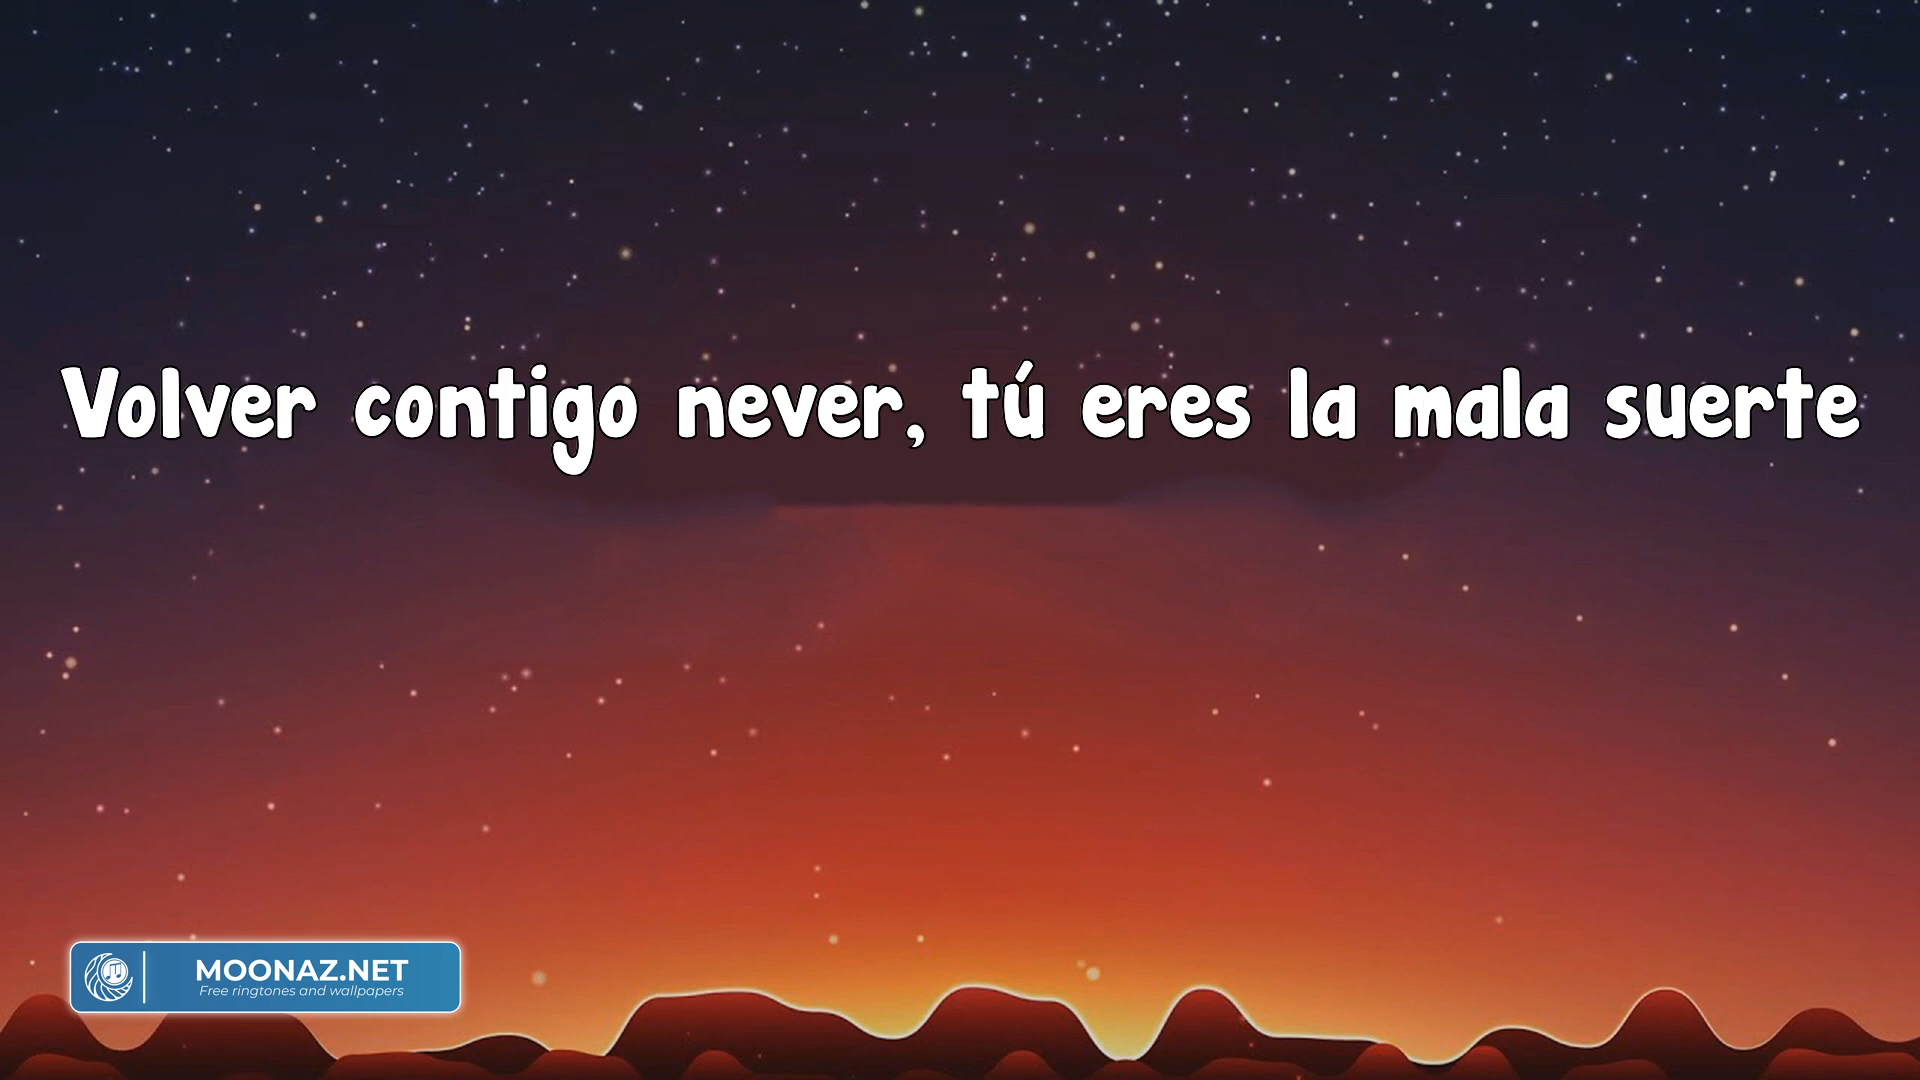 Volver contigo never, tú eres la mala suerte
MOONAZ.NET
Free ringtones and wallpapers